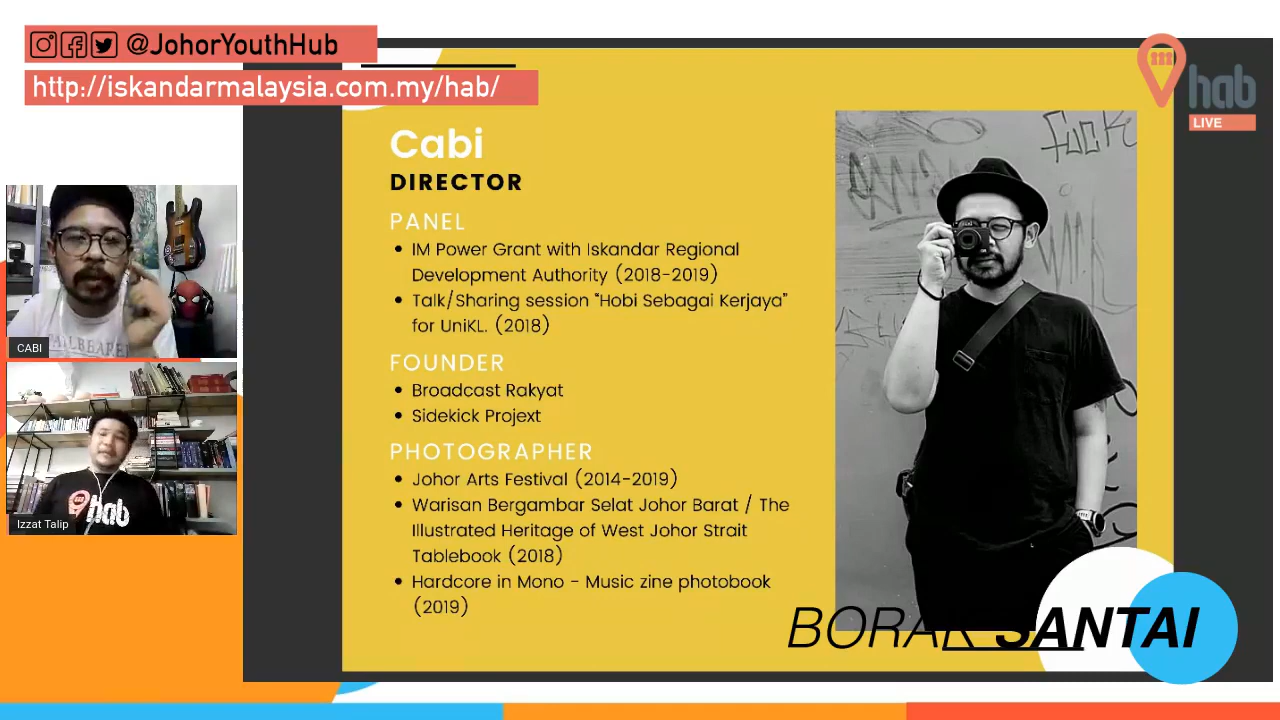 @JohorYouthHub
http://iskandarmalaysia.com.my/hab/
hab
LIVE
Cabi
DIRECTOR
PANEL
• IM Power Grant with Iskandar Regional
Development Authority (2018-2019)
• Talk/Sharing session "Hobi Sebagai Kerjaya"
for UniKL. (2018)
FOUNDER
• Broadcast Rakyat
• Sidekick Projext
PHOTOGRAPHER
• Johor Arts Festival (2014-2019)
• Warisan Bergambar Selat Johor Barat / The
Illustrated Heritage of West Johor Strait
Tablebook (2018)
• Hardcore in Mono - Music zine photobook
(2019)
fuck
CABI
hab
Izzat Talip
BORAK SANTAI